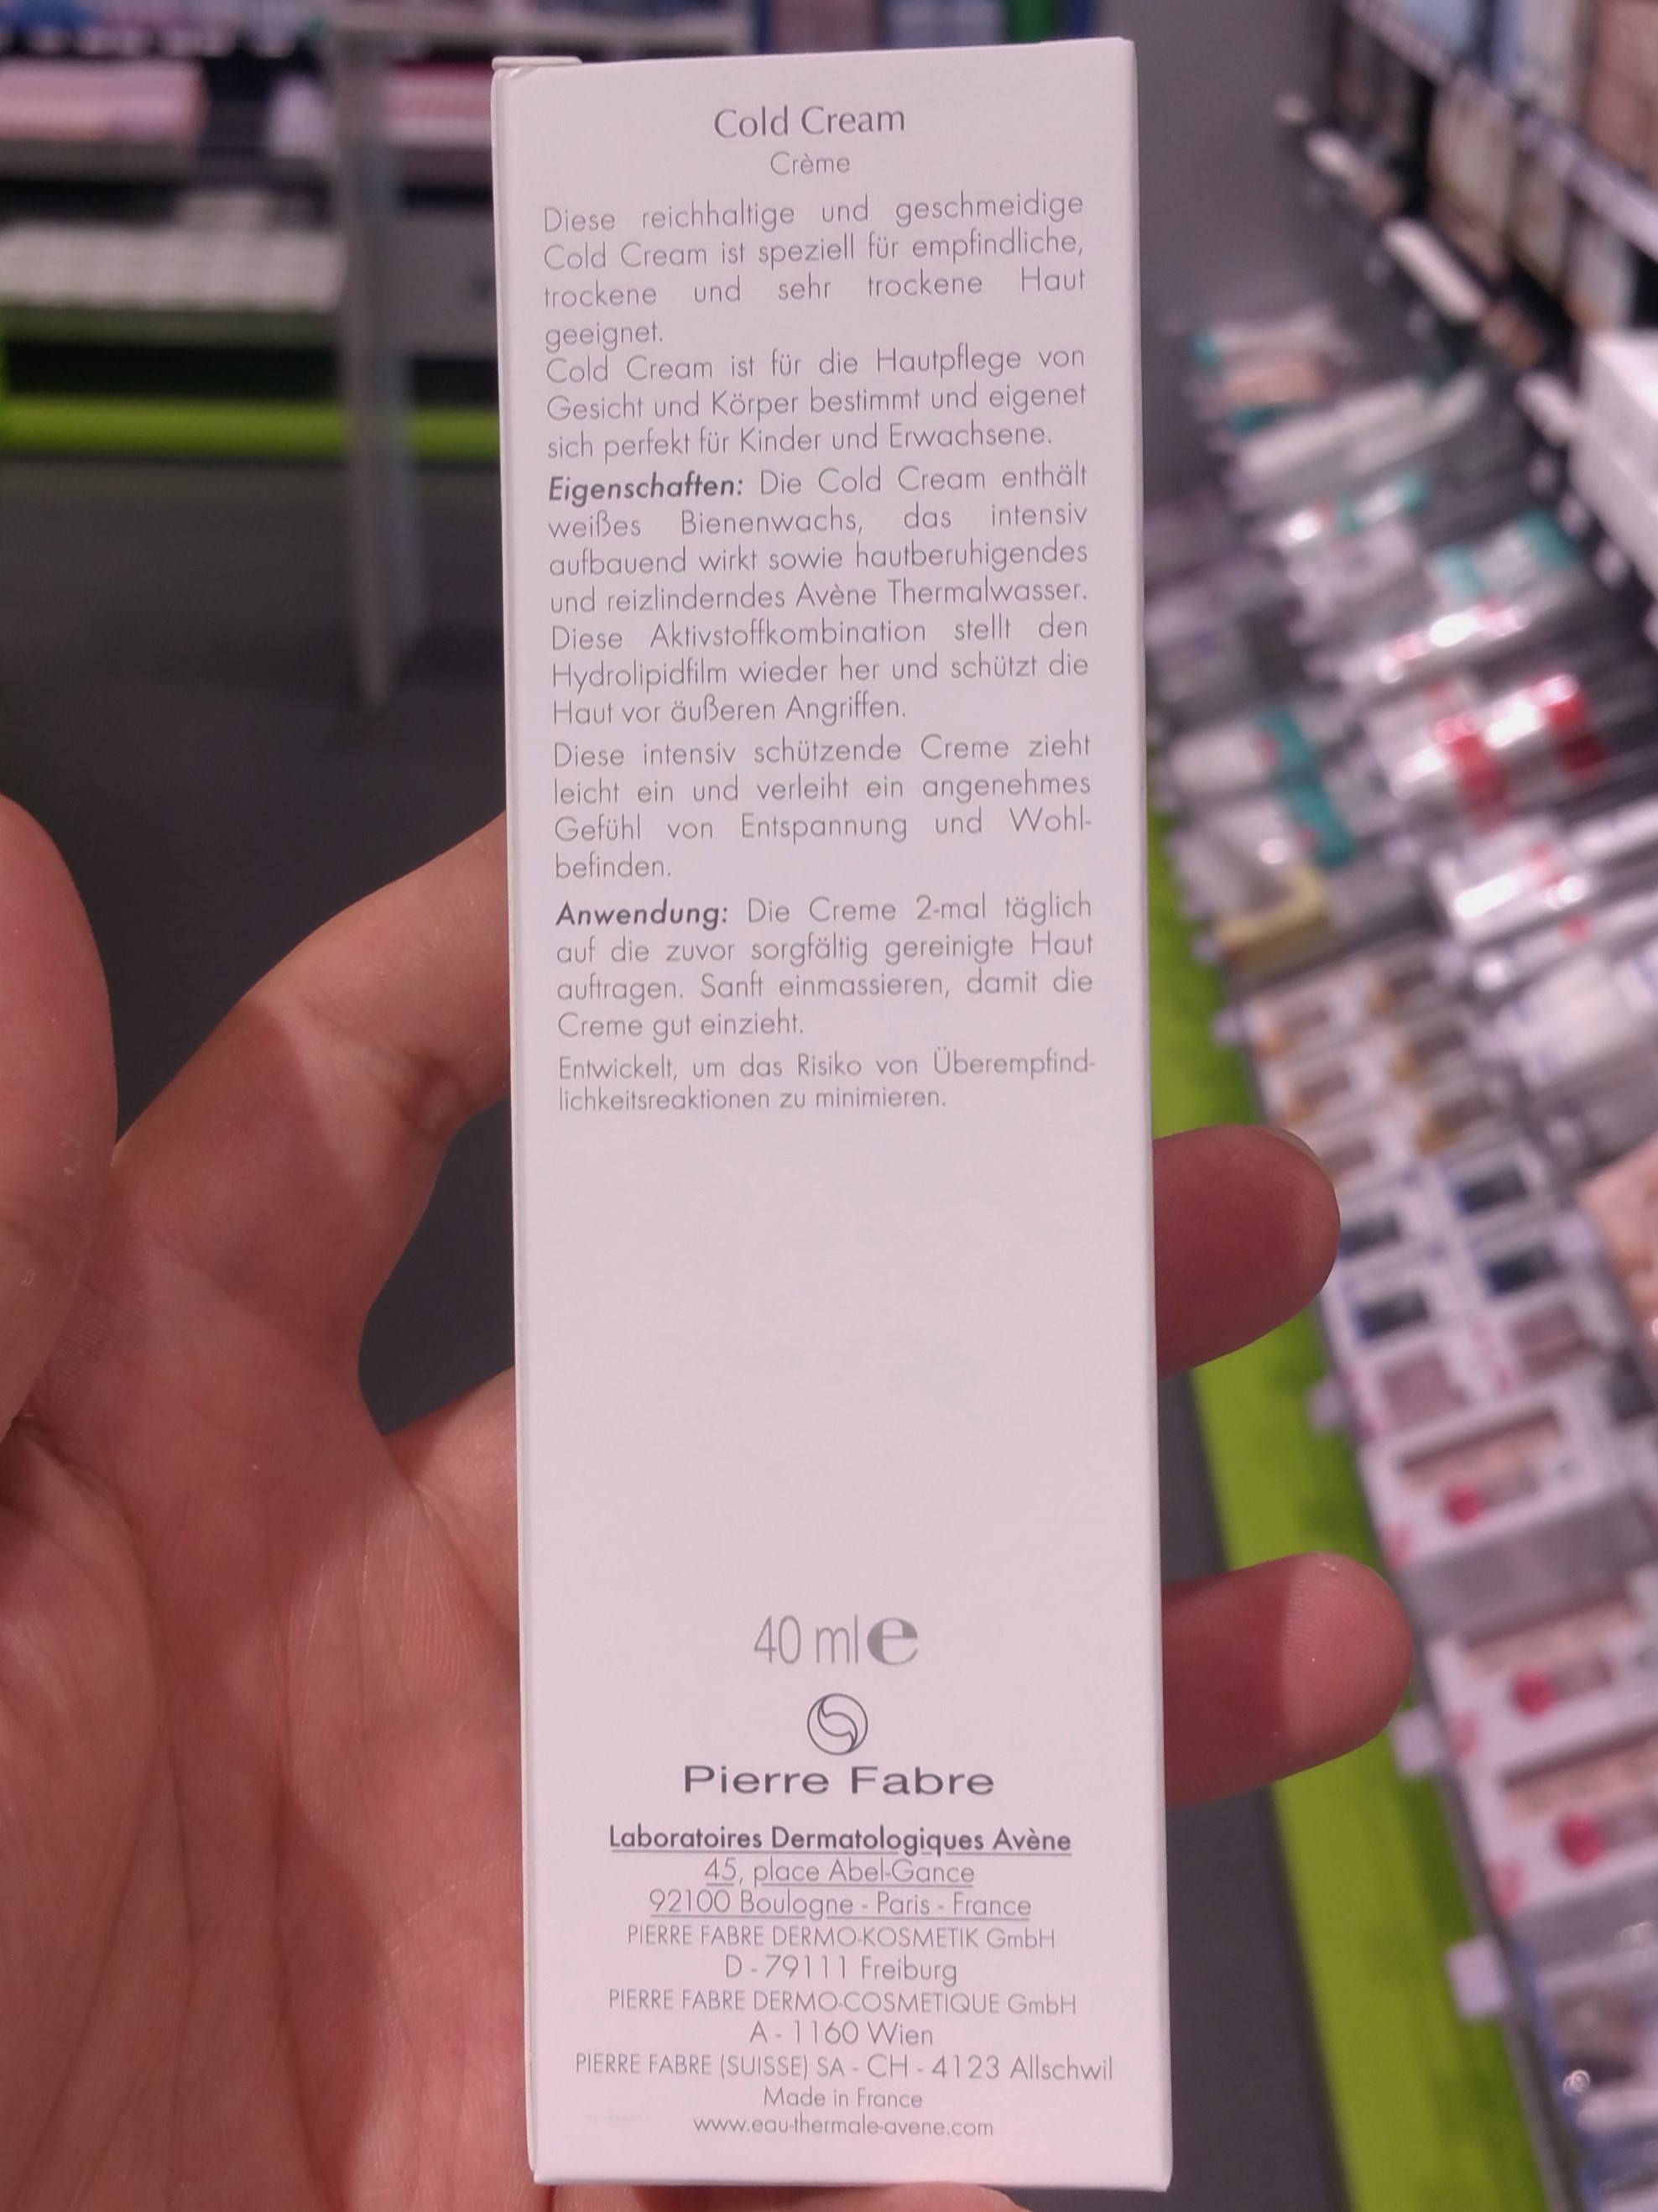 Cold Cream
Crème
Diese reichhaltige und geschmeidige
Cold Cream ist speziell für empfindliche,
trockene und sehr trockene Haut
geeignet.
Cold Cream ist für die Hautpflege von
Gesicht und Körper bestimmt und eigenet
sich perfekt für Kinder und Erwachsene.
Eigenschaften: Die Cold Cream enthält
weißes Bienenwachs, das intensiv
aufbauend wirkt sowie hautberuhigendes
und reizlinderndes Avène Thermalwasser.
Diese Aktivstoffkombination stellt den
Hydrolipidfilm wieder her und schützt die
Haut vor äußeren Angriffen.
Diese intensiv schützende Creme zieht
leicht ein und verleiht ein angenehmes
Gefühl von Entspannung und Wohl-
befinden.
Anwendung: Die Creme 2-mal täglich
auf die zuvor sorgfältig gereinigte Haut
auftragen. Sanft einmassieren, damit die
Creme gut einzieht.
Entwickelt, um das Risiko von Überempfind-
lichkeitsreaktionen zu minimieren.
40 ml e
Pierre Fabre
Laboratoires Dermatologiques Avène
45, place Abel-Gance
92100 Boulogne - Paris - France
PIERRE FABRE DERMO-KOSMETIK GmbH
D - 79111 Freiburg
PIERRE FABRE DERMO-COSMETIQUE GmbH
A - 1160 Wien
PIERRE FABRE (SUISSE) SA - CH - 4123 Allschwil
Made in France
www.eau-thermale-avene.com